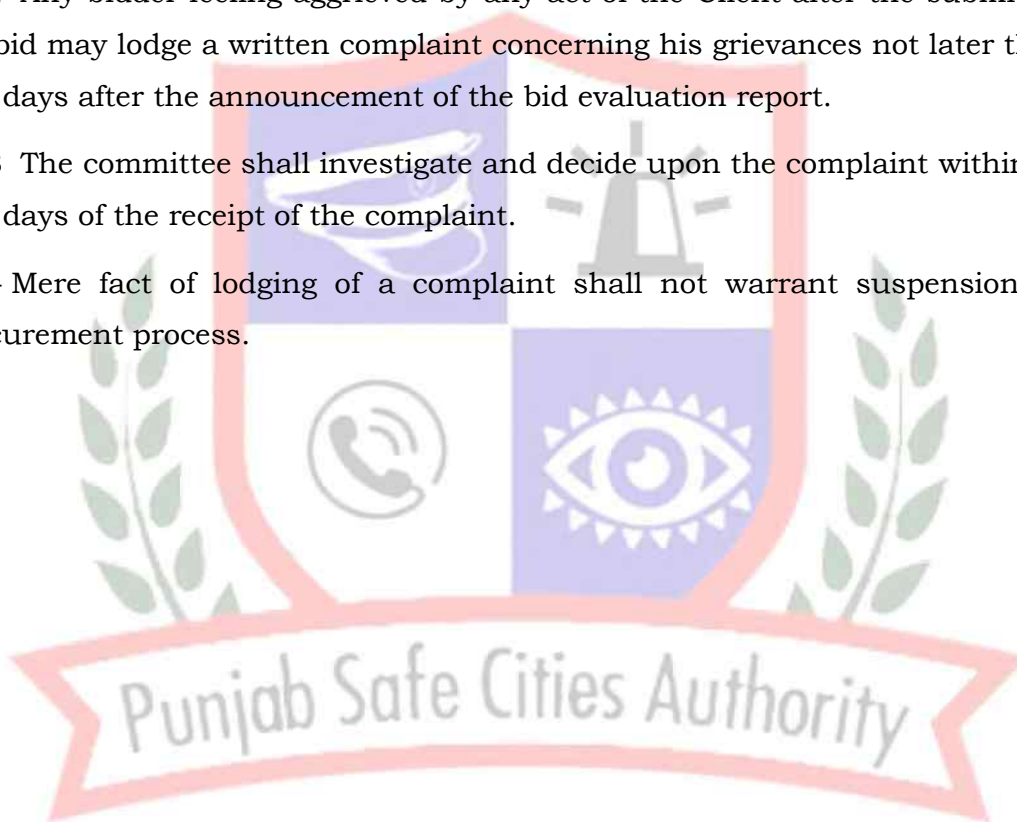 Any bidder feeling aggrieved by any act of the Client after the
bid may lodge a written complaint concerning his grievances not later
days after the announcement of the bid evaluation report.
The committee shall investigate and decide upon the complaint within
days of the receipt of the complaint.
Mere fact of lodging of a complaint shall not warrant suspension
process.
Punjab Safe Cities Authority